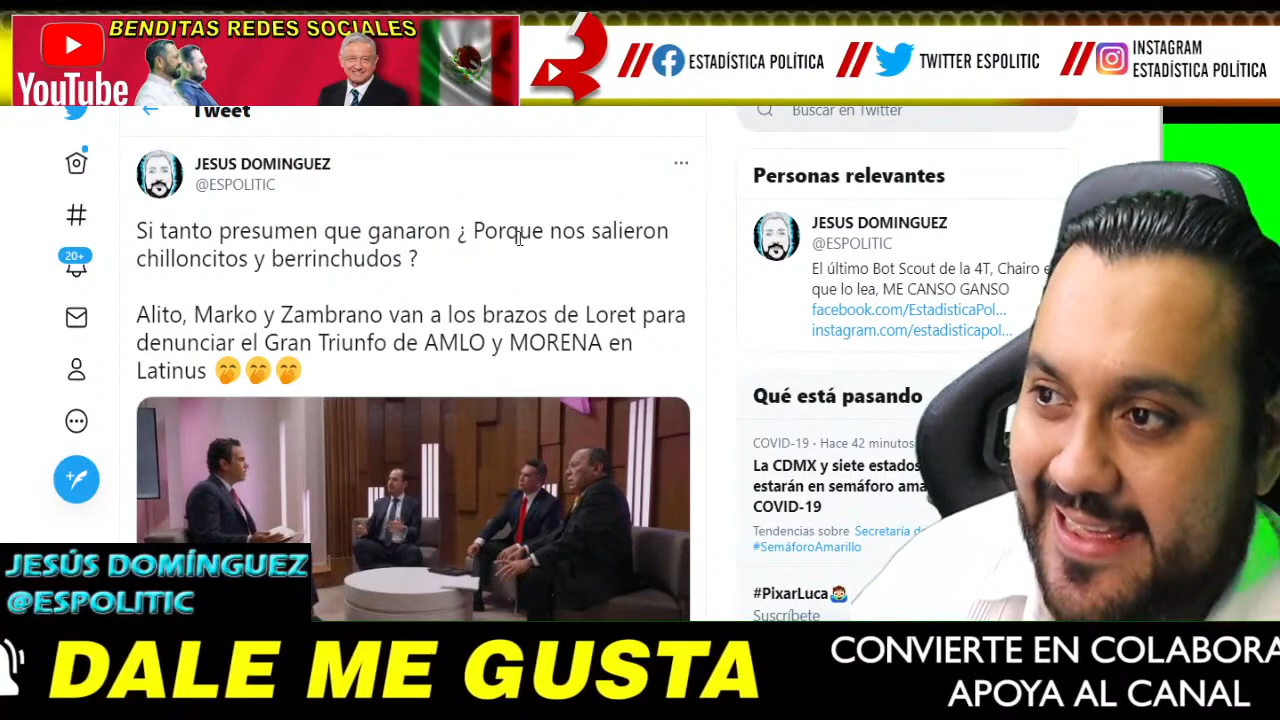 BENDITAS REDES SOCIALES
YouTube
ESTADÍSTICA POLÍTICA
TWITTER ESPOLITIC
INSTAGRAM
ESTADÍSTICA POLÍTICA
Tweet
Buscar en Twitter
20+
JESUS DOMINGUEZ
@ESPOLITIC
Si tanto presumen que ganaron ¿ Porque nos salieron
chilloncitos y berrinchudos ?
Alito, Marko y Zambrano van a los brazos de Loret para
denunciar el Gran Triunfo de AMLO y MORENA en
Latinus 🤭🤭🤭
Personas relevantes
JESUS DOMINGUEZ
@ESPOLITIC
El último Bot Scout de la 4T, Chairo
que lo lea, ME CANSO GANSO
facebook.com/EstadisticaPol...
instagram.com/estadisticapol...
Qué está pasando
COVID-19 · Hace 42 minutos
La CDMX y siete estados
estarán en semáforo
COVID-19
Tendencias sobre Secretaría
#SemáforoAmarillo
#PixarLuca
Suscríbete
JESÚS DOMÍNGUEZ
@ESPOLITIC
DALE ME GUSTA
CONVIERTE EN COLABORA
APOYA AL CANAL